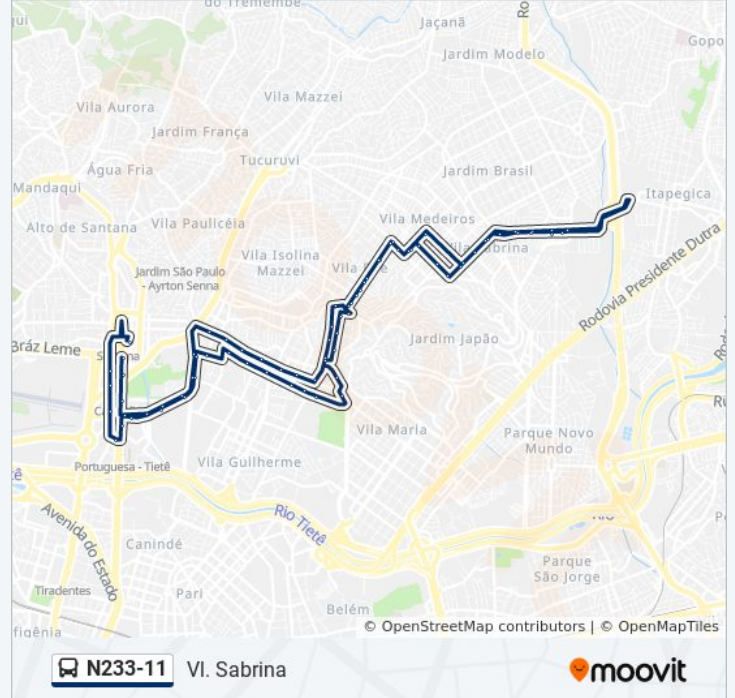 do Tremembé
Jaçanã
Jardim Modelo
Gopo
Vila Mazzei
Vila Aurora
Jardim França
Tucuruvi
Água Fria
Jardim Brasil
Mandaqui
Itapegica
Alto de Santana
Vila Paulicéia
Vila Medeiros
Vila Isolina
Mazzei
Jardim São Paulo
- Ayrton Senna
Rodovia Presidente Dutra
Bráz Leme
Jardim Japão
Vila Maria
Parque Novo
Mundo
Portuguesa - Tietê
Vila Guilherme
Rio Tietê
Avenida do Estado
Canindé
Tiradentes
Pari
Parque
São Jorge
Belém
figênia
© OpenStreetMap contributors | © OpenMapTiles
N233-11 Vl. Sabrina
moovit